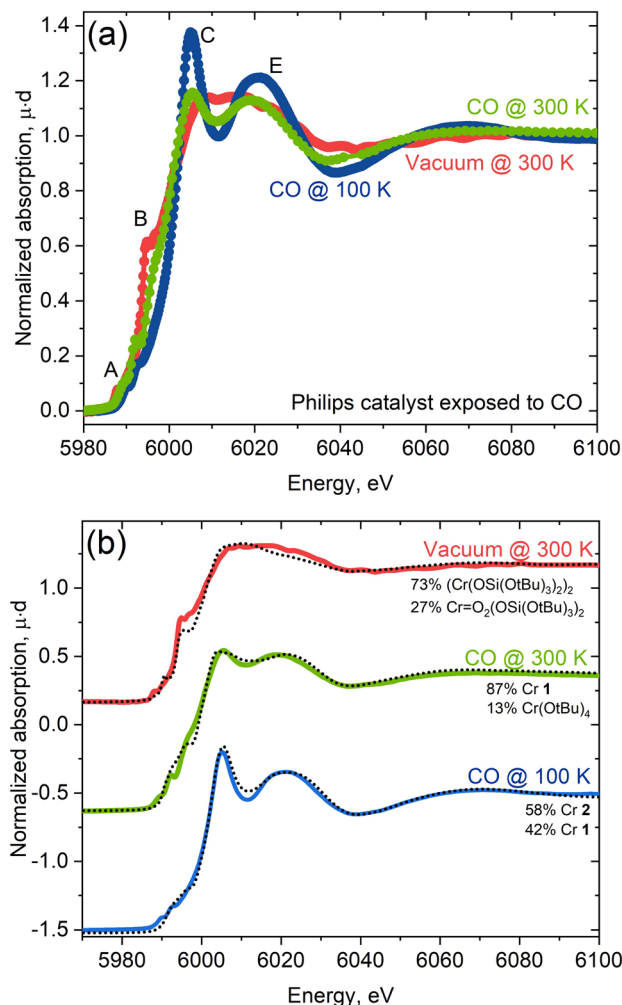 (a)
C
E
B
A
CO @ 300 K
Vacuum @ 300 K
CO @ 100 K
Philips catalyst exposed to CO
Normalized absorption, μ·d
1.4
1.2
1.0
0.8
0.6
0.4
0.2
0.0
5980 6000 6020 6040 6060 6080 6100
Energy, eV
(b)
Vacuum @ 300 K
73% (Cr(OSi(OtBu)3)2)2
27% Cr=O2(OSi(OtBu)3)2
CO @ 300 K
87% Cr 1
13% Cr(OtBu)4
CO @ 100 K
58% Cr 2
42% Cr 1
Normalized absorption, μ·d
1.0
0.5
0.0
-0.5
-1.0
-1.5
5980 6000 6020 6040 6060 6080 6100
Energy, eV